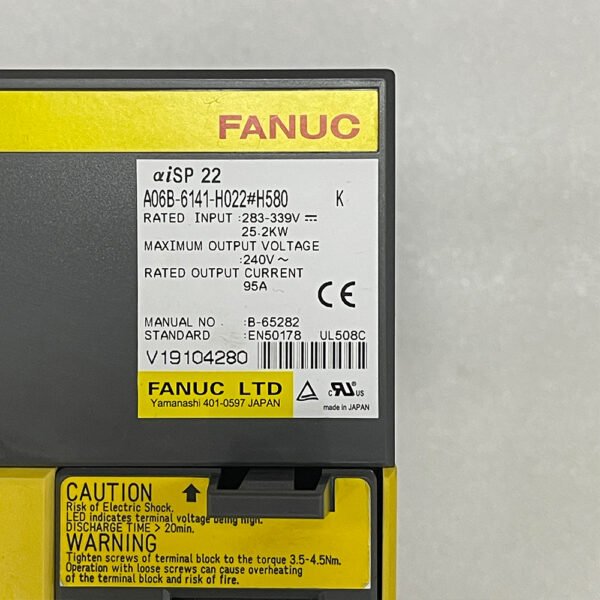 FANUC
αiSP 22
A06B-6141-H022#H580 K
RATED INPUT :283-339V⎓
25.2KW
MAXIMUM OUTPUT VOLTAGE
:240V～
RATED OUTPUT CURRENT
95A
CE
MANUAL NO :B-65282
STANDARD :EN50178 UL508C
V19104280
FANUC LTD
Yamanashi 401-0597 JAPAN
c RU us
made in JAPAN
CAUTION
Risk of Electric Shock.
LED indicates terminal voltage being high.
DISCHARGE TIME > 20min.
WARNING
Tighten screws of terminal block to the torque 3.5-4.5Nm.
Operation with loose screws can cause overheating
of the terminal block and risk of fire.